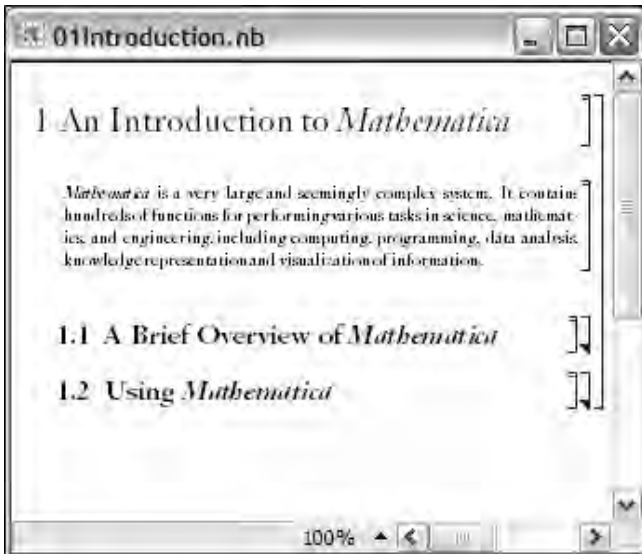 01Introduction.nb
1 An Introduction to Mathematica
Mathematica is a very large and seemingly complex system. It contains
hundreds of functions for performing various tasks in science, mathemat-
ics, and engineering, including computing, programming, data analysis,
knowledge representation and visualization of information.
1.1 A Brief Overview of Mathematica
1.2 Using Mathematica
100%